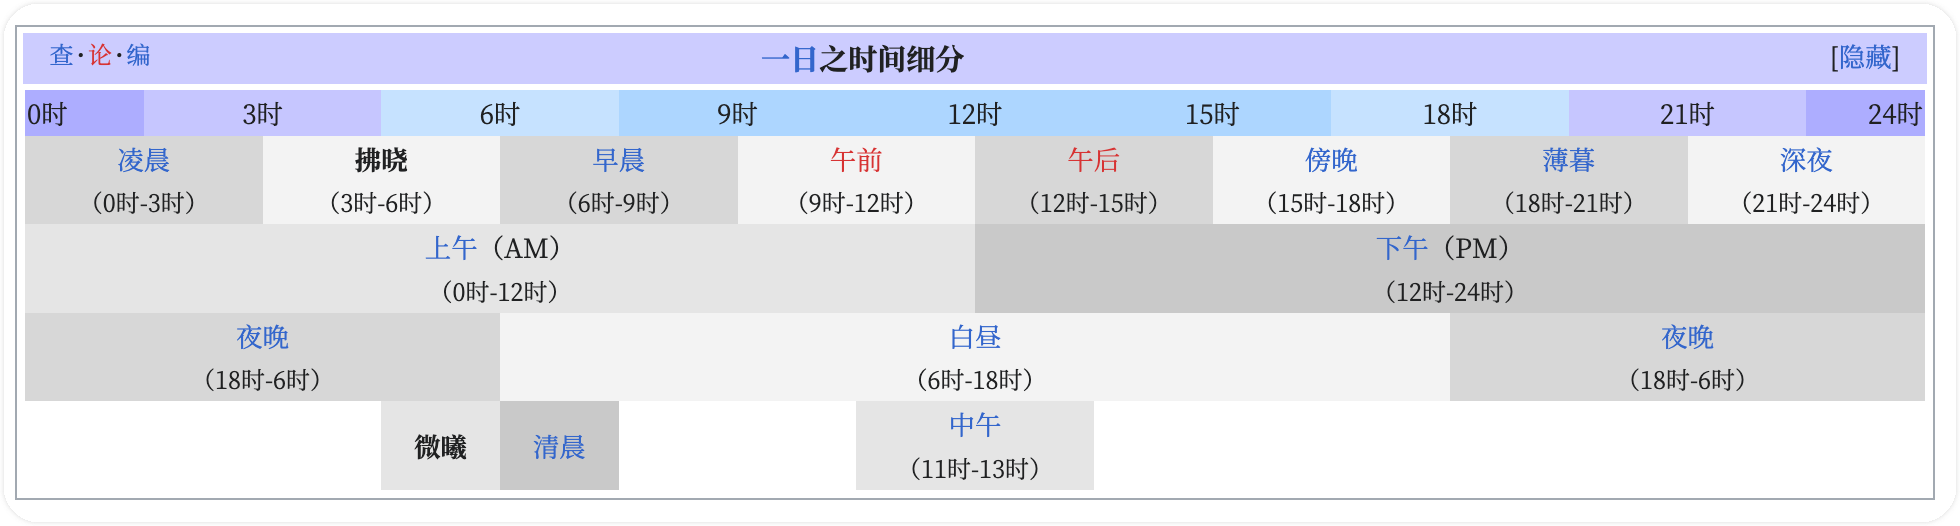 查·论·编 一日之时间细分 [隐藏]
0时 3时 6时 9时 12时 15时 18时 21时 24时
凌晨 拂晓 早晨 午前 午后 傍晚 薄暮 深夜
(0时-3时) (3时-6时) (6时-9时) (9时-12时) (12时-15时) (15时-18时) (18时-21时) (21时-24时)
上午（AM） 下午（PM）
(0时-12时) (12时-24时)
夜晚 白昼 夜晚
(18时-6时) (6时-18时) (18时-6时)
微曦 清晨 中午
(11时-13时)